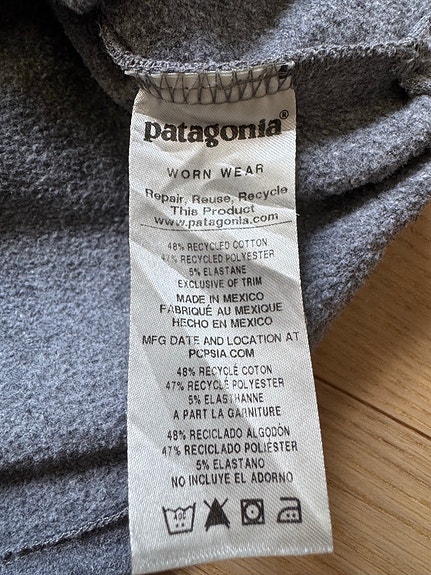 patagonia®
WORN WEAR
Repair, Reuse, Recycle
This Product
www.patagonia.com
48% RECYCLED COTTON
47% RECYCLED POLYESTER
5% ELASTANE
EXCLUSIVE OF TRIM
MADE IN MEXICO
FABRIQUÉ AU MEXIQUE
HECHO EN MEXICO
MFG DATE AND LOCATION AT
PCPSIA.COM
48% RECYCLÉ COTON
47% RECYCLÉ POLYESTER
5% ELASTHANNE
A PART LA GARNITURE
48% RECICLADO ALGODÓN
47% RECICLADO POLIÉSTER
5% ELASTANO
NO INCLUYE EL ADORNO